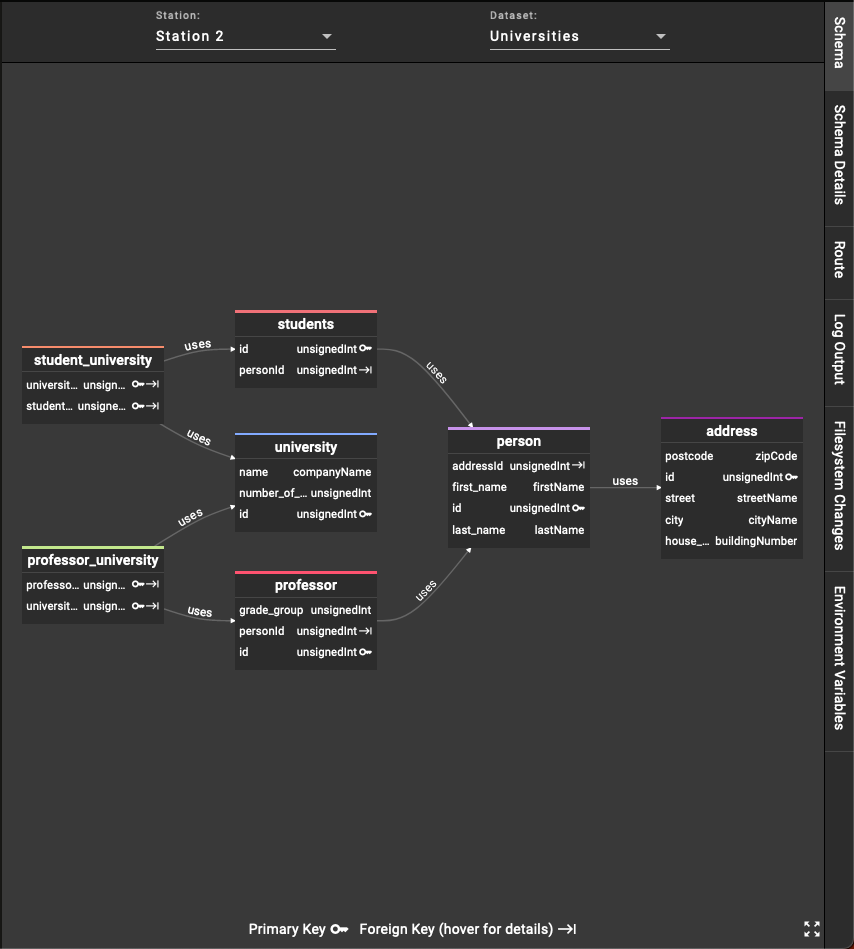 Station:
Station 2
Dataset:
Universities
Schema
Schema Details
Route
Log Output
Filesystem Changes
Environment Variables
student_university
universit... unsign...
student... unsigne...
uses
uses
students
id unsignedInt
personId unsignedInt
university
name companyName
number_of_... unsignedInt
id unsignedInt
professor_university
professo... unsign...
universit... unsign...
uses
uses
professor
grade_group unsignedInt
personId unsignedInt
id unsignedInt
uses
uses
person
addressId unsignedInt
first_name firstName
id unsignedInt
last_name lastName
uses
address
postcode zipCode
id unsignedInt
street streetName
city cityName
house_... buildingNumber
Primary Key Foreign Key (hover for details)